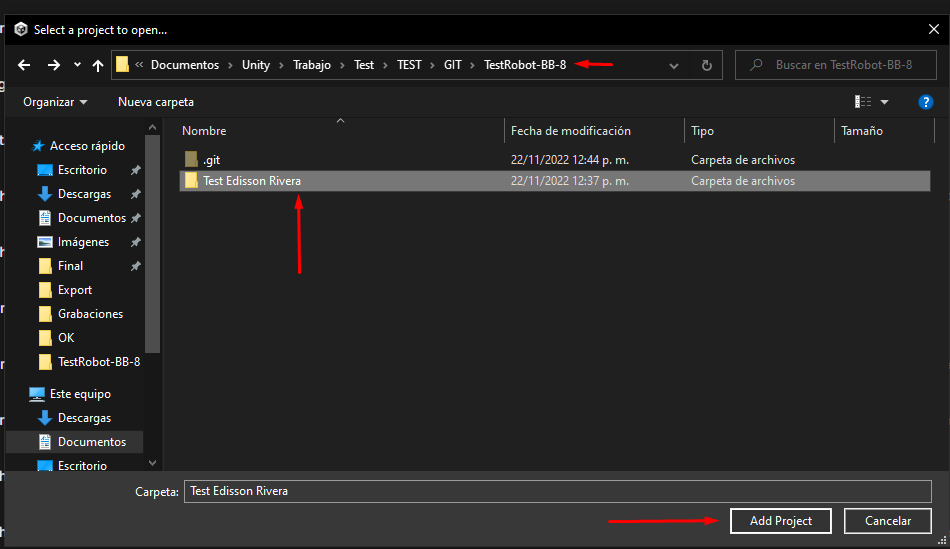 Select a project to open...
« Documentos > Unity > Trabajo > Test > TEST > GIT > TestRobot-BB-8
Buscar en TestRobot-BB-8
Organizar
Nueva carpeta
?
Nombre
Fecha de modificación
Tipo
Tamaño
.git
22/11/2022 12:44 p. m.
Carpeta de archivos
Test Edisson Rivera
22/11/2022 12:37 p. m.
Carpeta de archivos
Acceso rápido
Escritorio
Descargas
Documentos
Imágenes
Final
Export
Grabaciones
OK
TestRobot-BB-8
Este equipo
Descargas
Documentos
Escritorio
Carpeta:
Test Edisson Rivera
Add Project
Cancelar